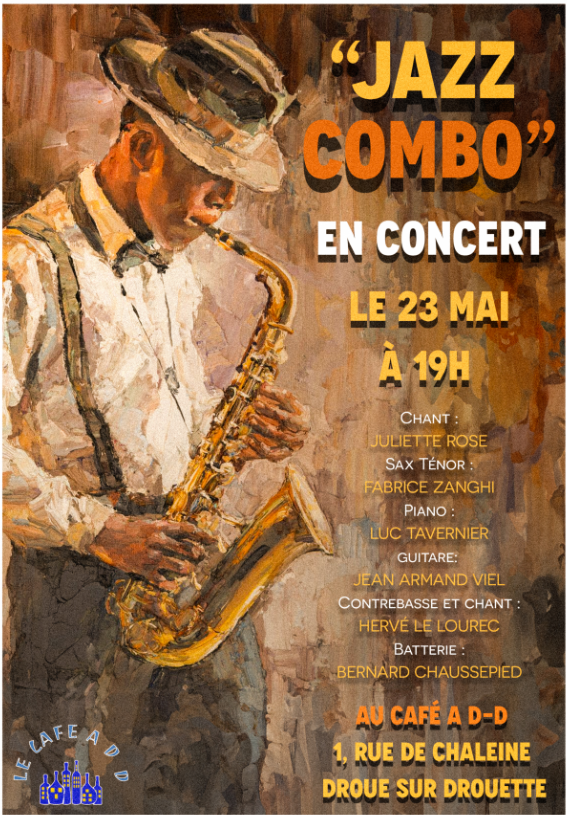 “JAZZ
COMBO”
EN CONCERT
LE 23 MAI
À 19H
CHANT :
JULIETTE ROSE
SAX TÉNOR :
FABRICE ZANGHI
PIANO :
LUC TAVERNIER
GUITARE:
JEAN ARMAND VIEL
CONTREBASSE ET CHANT :
HERVÉ LE LOUREC
BATTERIE :
BERNARD CHAUSSEPIED
AU CAFÉ A D-D
1, RUE DE CHALEINE
DROUE SUR DROUETTE
LE CAFE A D D